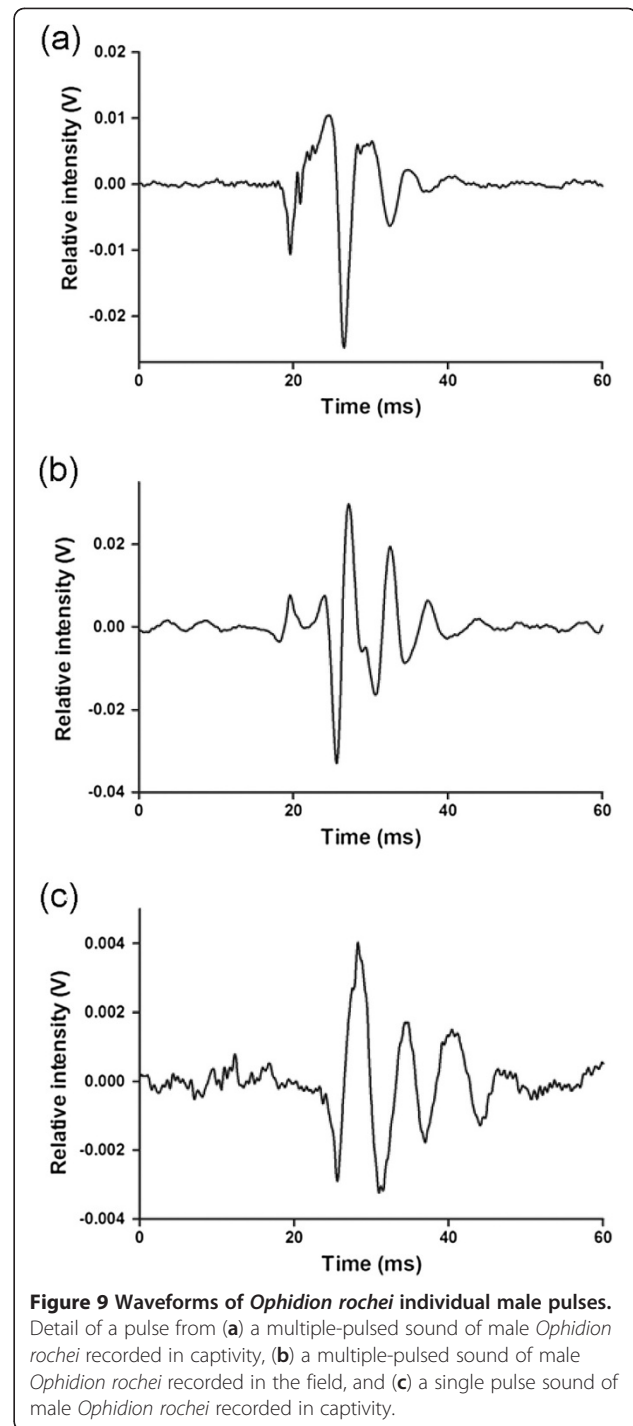 (a)
0.02
0.01
0.00
-0.01
-0.02
Relative intensity (V)
0 20 40 60
Time (ms)
(b)
0.02
0.00
-0.02
-0.04
Relative intensity (V)
0 20 40 60
Time (ms)
(c)
0.004
0.002
0.000
-0.002
-0.004
Relative intensity (V)
0 20 40 60
Time (ms)
Figure 9 Waveforms of Ophidion rochei individual male pulses.
Detail of a pulse from (a) a multiple-pulsed sound of male Ophidion
rochei recorded in captivity, (b) a multiple-pulsed sound of male
Ophidion rochei recorded in the field, and (c) a single pulse sound of
male Ophidion rochei recorded in captivity.